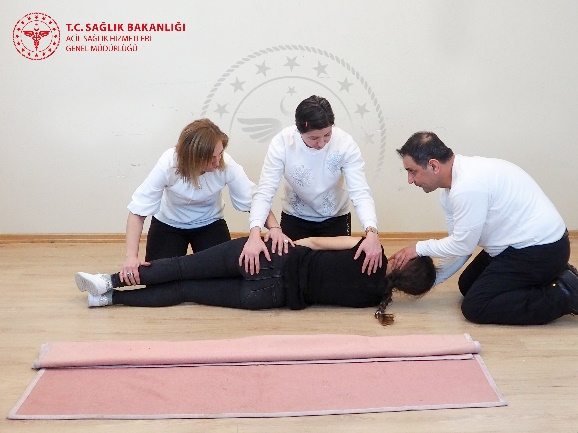 T.C. SAĞLIK BAKANLIĞI
ACİL SAĞLIK HİZMETLERİ
GENEL MÜDÜRLÜĞÜ